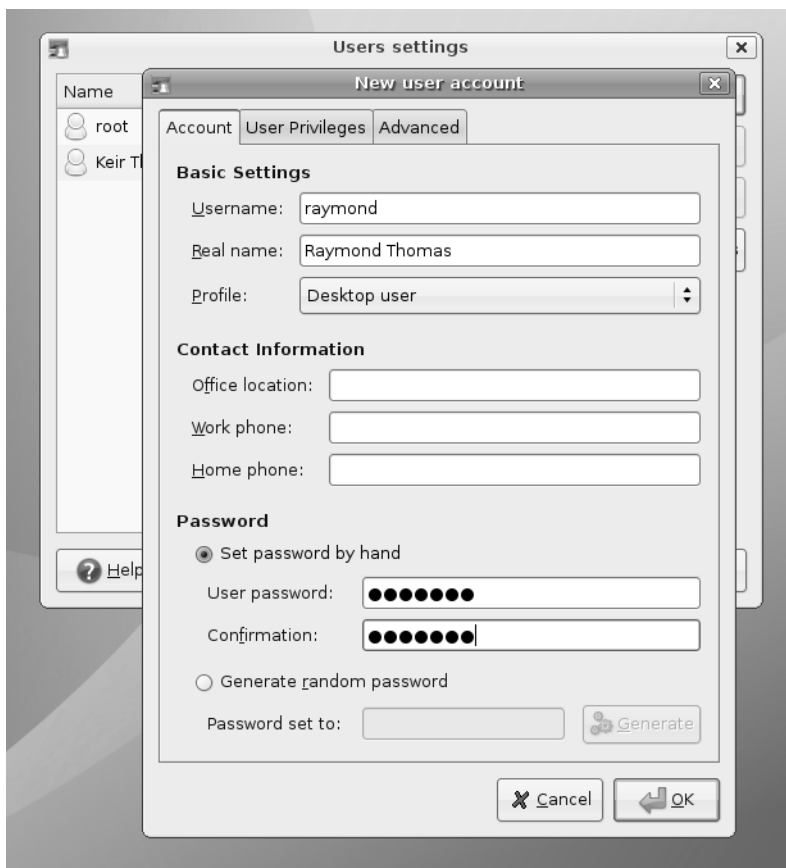 Users settings
Name
root
Keir
New user account
Account User Privileges Advanced
Basic Settings
Username: raymond
Real name: Raymond Thomas
Profile: Desktop user
Contact Information
Office location:
Work phone:
Home phone:
Password
Set password by hand
User password: ●●●●●●●
Confirmation: ●●●●●●●
Generate random password
Password set to: Generate
Help
Cancel OK